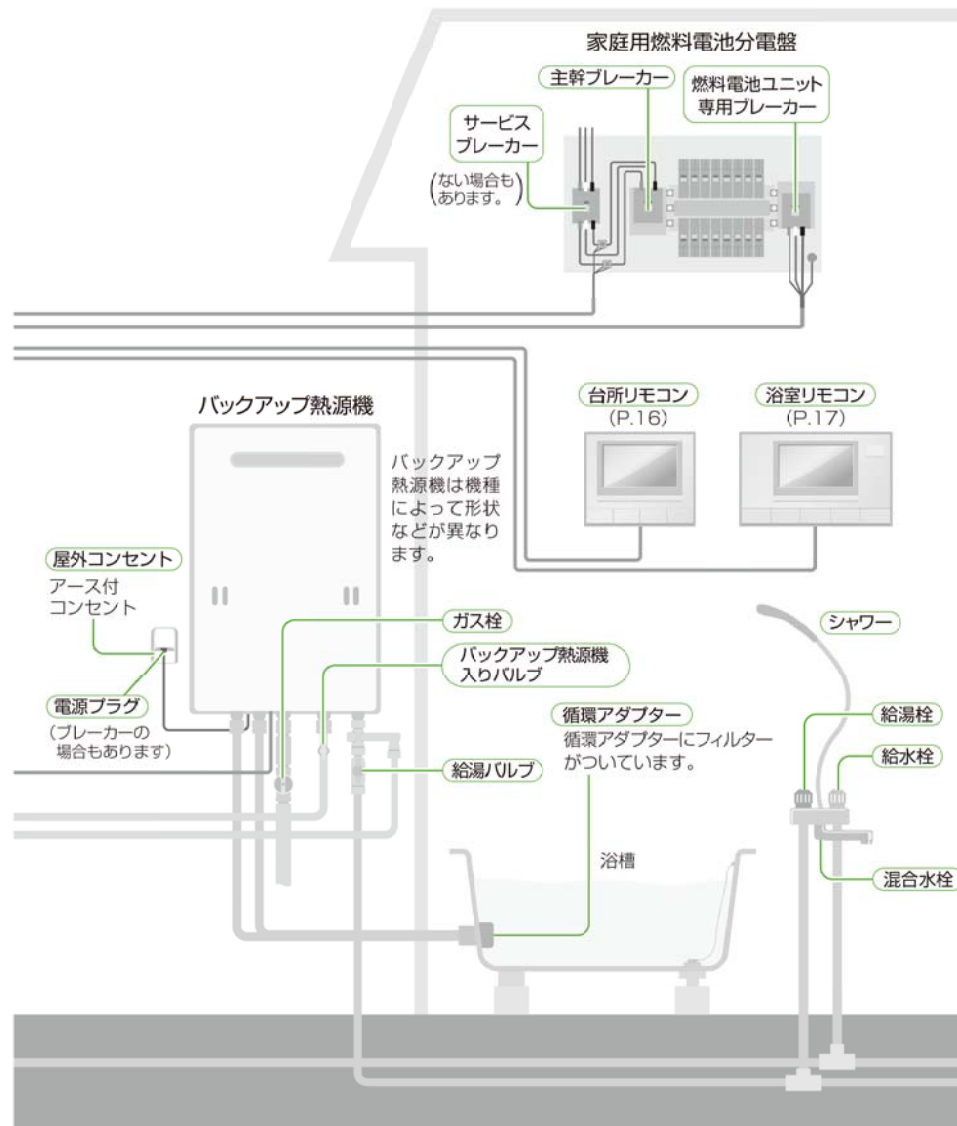 家庭用燃料電池分電盤
主幹ブレーカー
燃料電池ユニット
専用ブレーカー
サービス
ブレーカー
(ない場合も
あります。)
台所リモコン
(P.16)
浴室リモコン
(P.17)
バックアップ熱源機
バックアップ
熱源機は機種
によって形状
などが異なり
ます。
屋外コンセント
アース付
コンセント
電源プラグ
(ブレーカーの
場合もあります)
ガス栓
バックアップ熱源機
入りバルブ
給湯バルブ
循環アダプター
循環アダプターにフィルター
がついています。
浴槽
シャワー
給湯栓
給水栓
混合水栓